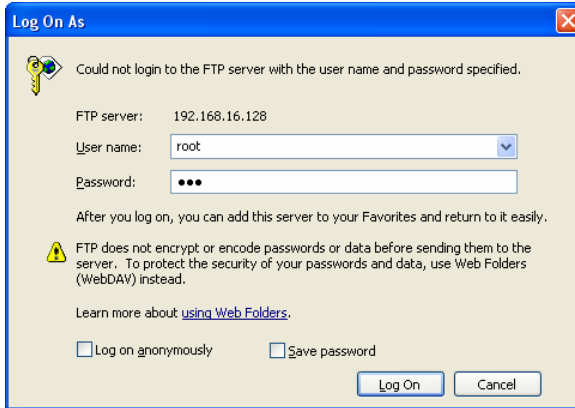 Log On As
Could not login to the FTP server with the user name and password specified.
FTP server: 192.168.16.128
User name: root
Password: ●●●
After you log on, you can add this server to your Favorites and return to it easily.
FTP does not encrypt or encode passwords or data before sending them to the
server. To protect the security of your passwords and data, use Web Folders
(WebDAV) instead.
Learn more about using Web Folders.
Log on anonymously Save password
Log On Cancel